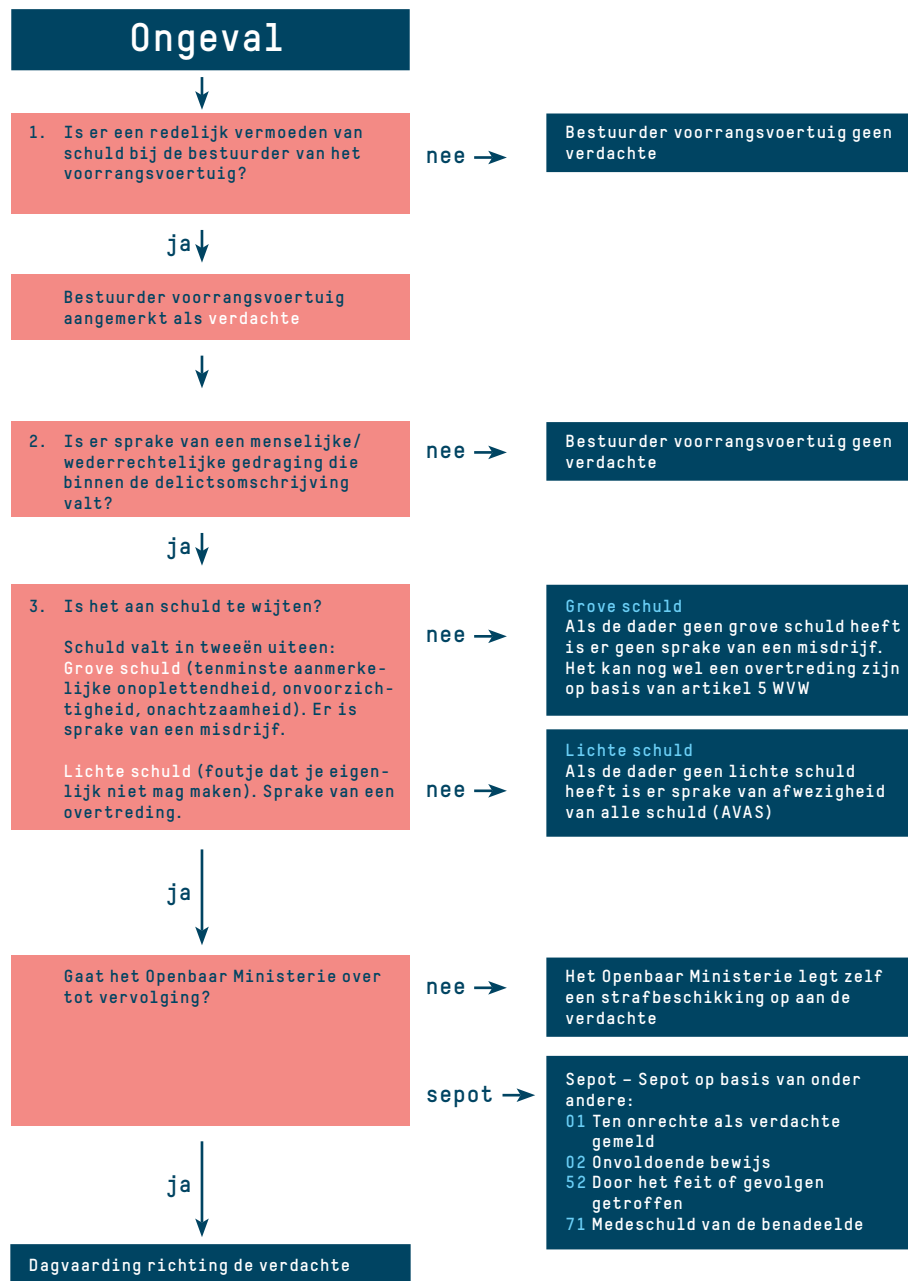 Ongeval
1. Is er een redelijk vermoeden van
schuld bij de bestuurder van het
voorrangsvoertuig?
nee
Bestuurder voorrangsvoertuig geen
verdachte
ja
Bestuurder voorrangsvoertuig
aangemerkt als verdachte
2. Is er sprake van een menselijke/
wederrechtelijke gedraging die
binnen de delictsomschrijving
valt?
nee
Bestuurder voorrangsvoertuig geen
verdachte
ja
3. Is het aan schuld te wijten?
Schuld valt in tweeën uiteen:
Grove schuld (tenminste aanmerke-
lijke onoplettendheid, onvoorzich-
tigheid, onachtzaamheid). Er is
sprake van een misdrijf.
Lichte schuld (foutje dat je eigen-
lijk niet mag maken). Sprake van een
overtreding.
nee
Grove schuld
Als de dader geen grove schuld heeft
is er geen sprake van een misdrijf.
Het kan nog wel een overtreding zijn
op basis van artikel 5 WVW
nee
Lichte schuld
Als de dader geen lichte schuld
heeft is er sprake van afwezigheid
van alle schuld (AVAS)
ja
Gaat het Openbaar Ministerie over
tot vervolging?
nee
Het Openbaar Ministerie legt zelf
een strafbeschikking op aan de
verdachte
sepot
Sepot – Sepot op basis van onder
andere:
01 Ten onrechte als verdachte
gemeld
02 Onvoldoende bewijs
52 Door het feit of gevolgen
getroffen
71 Medeschuld van de benadeelde
ja
Dagvaarding richting de verdachte